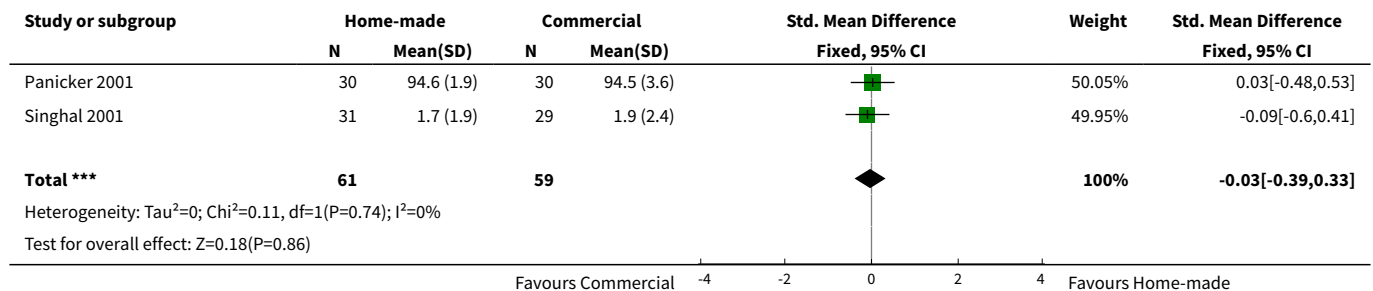 Study or subgroup Home-made Commercial Std. Mean Difference Weight Std. Mean Difference
N Mean(SD) N Mean(SD) Fixed, 95% CI Fixed, 95% CI
Panicker 2001 30 94.6 (1.9) 30 94.5 (3.6) 50.05% 0.03[-0.48,0.53]
Singhal 2001 31 1.7 (1.9) 29 1.9 (2.4) 49.95% -0.09[-0.6,0.41]
Total *** 61 59 100% -0.03[-0.39,0.33]
Heterogeneity: Tau²=0; Chi²=0.11, df=1(P=0.74); I²=0%
Test for overall effect: Z=0.18(P=0.86)
Favours Commercial -4 -2 0 2 4 Favours Home-made